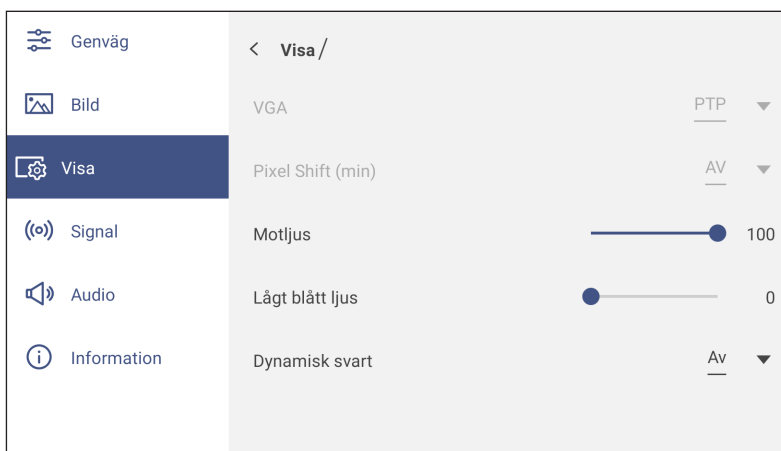 Genväg
Bild
Visa
Signal
Audio
Information
Visa/
VGA PTP
Pixel Shift (min) AV
Motljus 100
Lågt blått ljus 0
Dynamisk svart Av